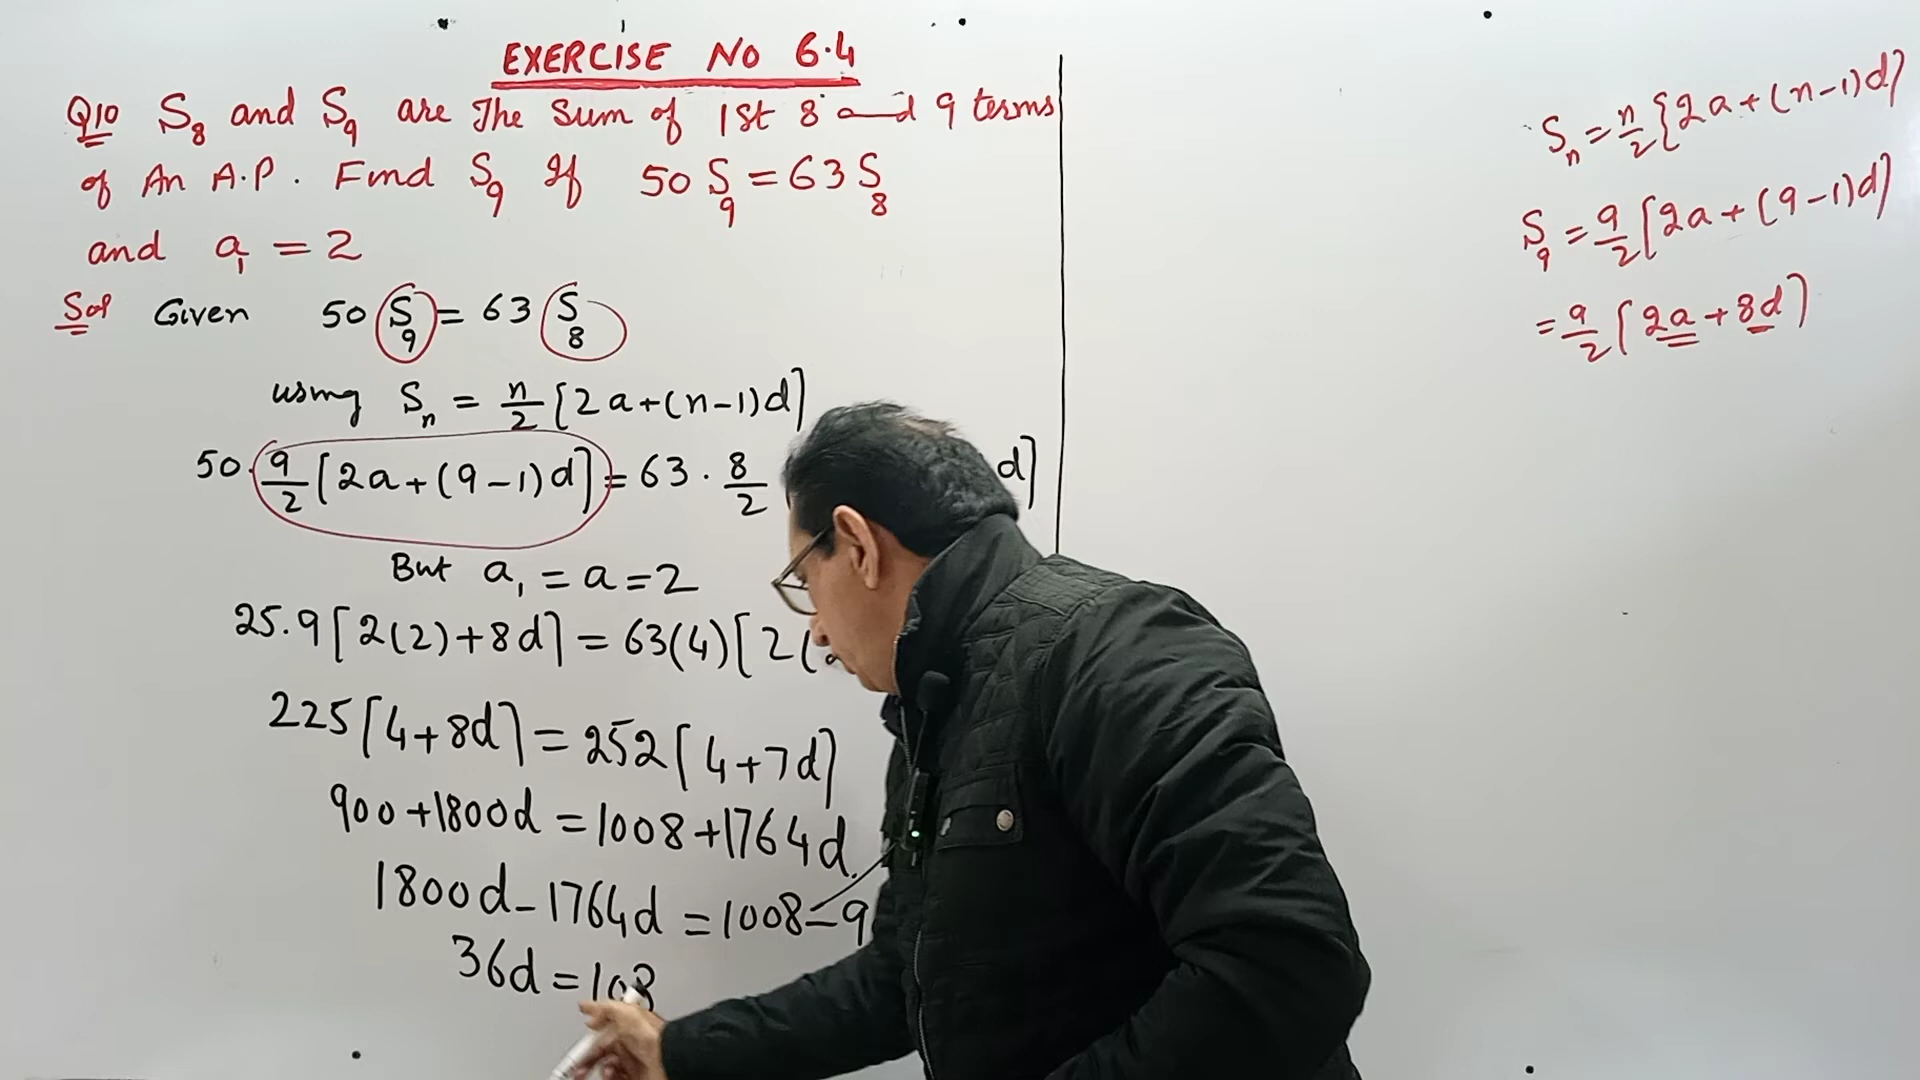 EXERCISE NO 6.4
Q10 S₈ and S₉ are The Sum of 1st 8 and 9 terms
of An A.P. Find S₉ If 50 S₉ = 63 S₈
and a₁ = 2
Sol Given 50 S₉ = 63 S₈
using Sₙ = n/2 [2a+(n-1)d]
50. 9/2 [2a+(9-1)d] = 63 . 8/2 d]
But a₁ = a = 2
25.9[2(2)+8d] = 63(4)[2(
225[4+8d] = 252[4+7d]
900+1800d = 1008+1764d
1800d-1764d = 1008-9
36d = 108
Sₙ = n/2 {2a+(n-1)d}
S₉ = 9/2 [2a+(9-1)d]
= 9/2 [2a+8d]